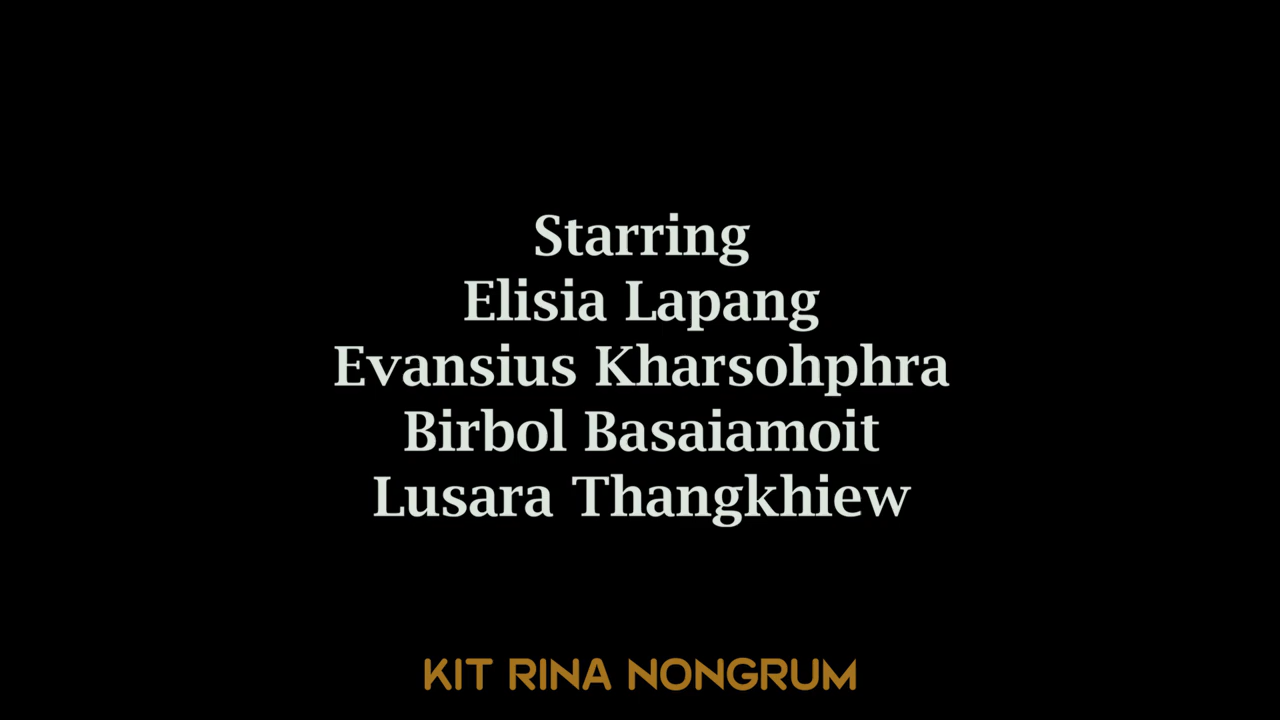 Starring
Elisia Lapang
Evansius Kharsohphra
Birbol Basaiamoit
Lusara Thangkhiew
KIT RINA NONGRUM